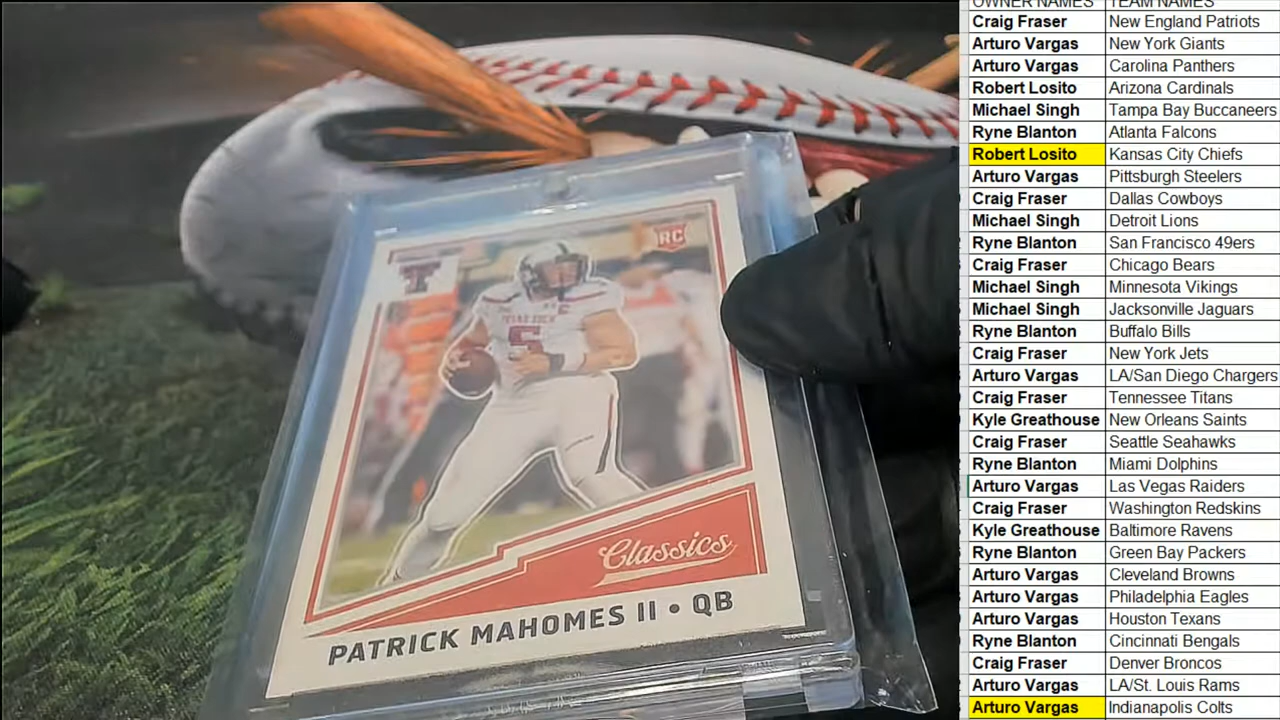 OWNER NAMES TEAM NAMES
Craig Fraser New England Patriots
Arturo Vargas New York Giants
Arturo Vargas Carolina Panthers
Robert Losito Arizona Cardinals
Michael Singh Tampa Bay Buccaneers
Ryne Blanton Atlanta Falcons
Robert Losito Kansas City Chiefs
Arturo Vargas Pittsburgh Steelers
Craig Fraser Dallas Cowboys
Michael Singh Detroit Lions
Ryne Blanton San Francisco 49ers
Craig Fraser Chicago Bears
Michael Singh Minnesota Vikings
Michael Singh Jacksonville Jaguars
Ryne Blanton Buffalo Bills
Craig Fraser New York Jets
Arturo Vargas LA/San Diego Chargers
Craig Fraser Tennessee Titans
Kyle Greathouse New Orleans Saints
Craig Fraser Seattle Seahawks
Ryne Blanton Miami Dolphins
Arturo Vargas Las Vegas Raiders
Craig Fraser Washington Redskins
Kyle Greathouse Baltimore Ravens
Ryne Blanton Green Bay Packers
Arturo Vargas Cleveland Browns
Arturo Vargas Philadelphia Eagles
Arturo Vargas Houston Texans
Ryne Blanton Cincinnati Bengals
Craig Fraser Denver Broncos
Arturo Vargas LA/St. Louis Rams
Arturo Vargas Indianapolis Colts
RC
T
TEXAS TECH
5
Classics
PATRICK MAHOMES II • QB